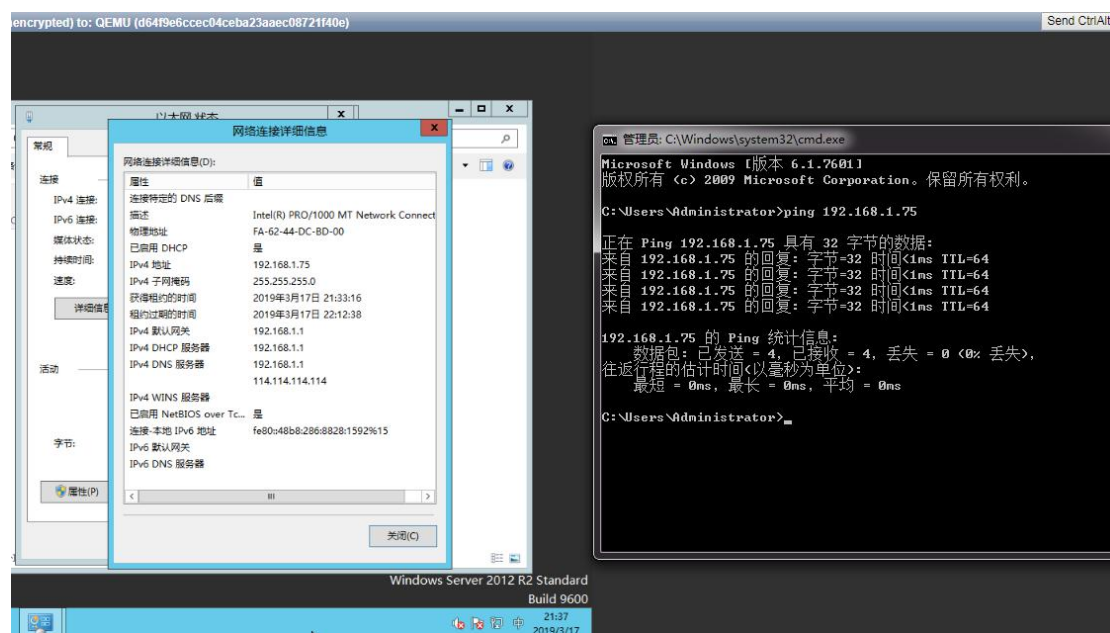 encrypted) to: QEMU (d64f9e6ccec04ceba23aaec08721f40e)
Send CtrlAlt
以太网 状态
网络连接详细信息
常规
连接
IPv4 连接:
IPv6 连接:
媒体状态:
持续时间:
速度:
详细信息
活动
字节:
属性(P)
网络连接详细信息(D):
属性 值
连接特定的 DNS 后缀
描述 Intel(R) PRO/1000 MT Network Connect
物理地址 FA-62-44-DC-BD-00
已启用 DHCP 是
IPv4 地址 192.168.1.75
IPv4 子网掩码 255.255.255.0
获得租约的时间 2019年3月17日 21:33:16
租约过期的时间 2019年3月17日 22:12:38
IPv4 默认网关 192.168.1.1
IPv4 DHCP 服务器 192.168.1.1
IPv4 DNS 服务器 192.168.1.1
114.114.114.114
IPv4 WINS 服务器
已启用 NetBIOS over Tc... 是
连接-本地 IPv6 地址 fe80::48b8:286:8828:1592%15
IPv6 默认网关
IPv6 DNS 服务器
关闭(C)
Windows Server 2012 R2 Standard
Build 9600
中
21:37
2019/3/17
管理员: C:\Windows\system32\cmd.exe
Microsoft Windows [版本 6.1.7601]
版权所有 (c) 2009 Microsoft Corporation。保留所有权利。
C:\Users\Administrator>ping 192.168.1.75
正在 Ping 192.168.1.75 具有 32 字节的数据:
来自 192.168.1.75 的回复: 字节=32 时间<1ms TTL=64
来自 192.168.1.75 的回复: 字节=32 时间<1ms TTL=64
来自 192.168.1.75 的回复: 字节=32 时间<1ms TTL=64
来自 192.168.1.75 的回复: 字节=32 时间<1ms TTL=64
192.168.1.75 的 Ping 统计信息:
数据包: 已发送 = 4, 已接收 = 4, 丢失 = 0 (0% 丢失),
往返行程的估计时间(以毫秒为单位):
最短 = 0ms, 最长 = 0ms, 平均 = 0ms
C:\Users\Administrator>